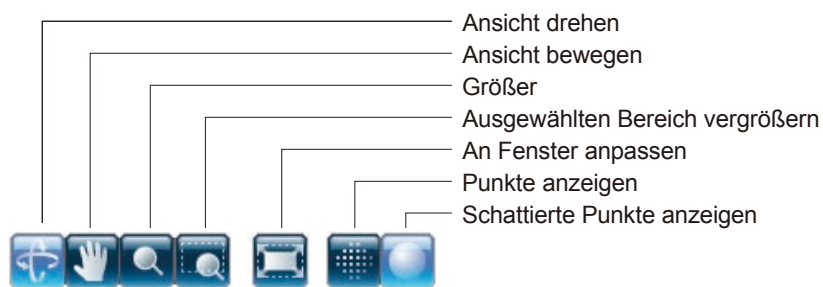 Ansicht drehen
Ansicht bewegen
Größer
Ausgewählten Bereich vergrößern
An Fenster anpassen
Punkte anzeigen
Schattierte Punkte anzeigen